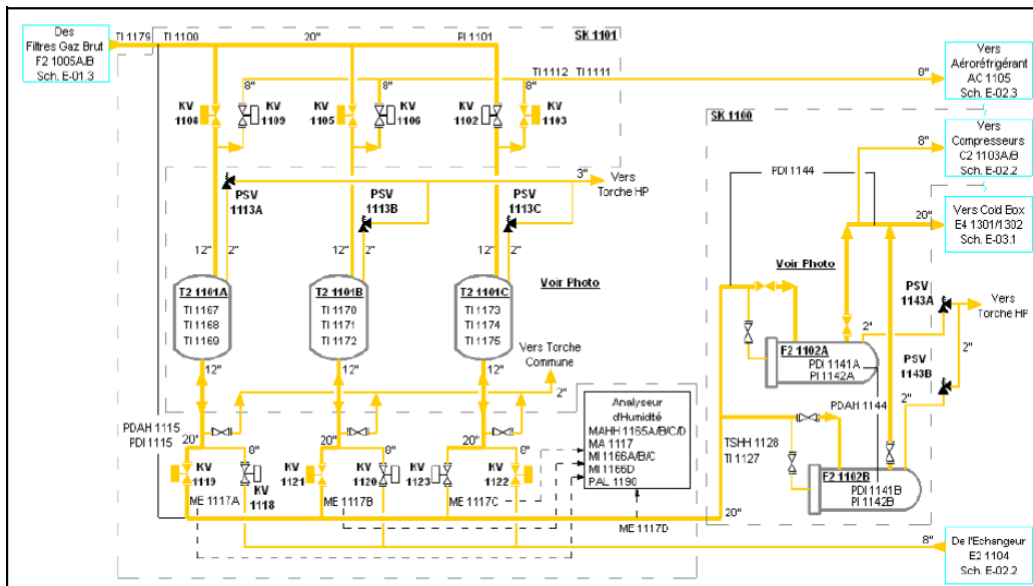 Des
Filtres Gaz Brut
F2 1005A/B
Sch. E-01.3
TI 1179
TI 1100
20"
PI 1101
SK 1101
8"
8"
8"
TI 1112
TI 1111
8"
Vers
Aéroréfrigérant
AC 1105
Sch. E-02.3
KV
1108
KV
1109
KV
1105
KV
1106
KV
1102
KV
1103
SK 1100
8"
Vers
Compresseurs
C2 1103A/B
Sch. E-02.2
PDI 1144
3"
Vers
Torche HP
PSV
1113A
PSV
1113B
PSV
1113C
20"
Vers Cold Box
E4 1301/1302
Sch. E-03.1
12"
2"
12"
2"
12"
2"
Voir Photo
Voir Photo
T2 1101A
TI 1167
TI 1168
TI 1169
T2 1101B
TI 1170
TI 1171
TI 1172
T2 1101C
TI 1173
TI 1174
TI 1175
PSV
1143A
Vers
Torche HP
2"
2"
PSV
1143B
2"
F2 1102A
PDI 1141A
PI 1142A
PDAH 1144
12"
12"
12"
Vers Torche
Commune
2"
Analyseur
d'Humidté
MAHH 1165A/B/C/D
MA 1117
MI 1166A/B/C
MI 1166D
PAL 1190
PDAH 1115
PDI 1115
20"
8"
20"
8"
20"
8"
KV
1119
KV
1118
KV
1121
KV
1120
KV
1123
KV
1122
ME 1117A
ME 1117B
ME 1117C
ME 1117D
TSHH 1128
TI 1127
F2 1102B
PDI 1141B
PI 1142B
20"
8"
De l'Echangeur
E2 1104
Sch. E-02.2